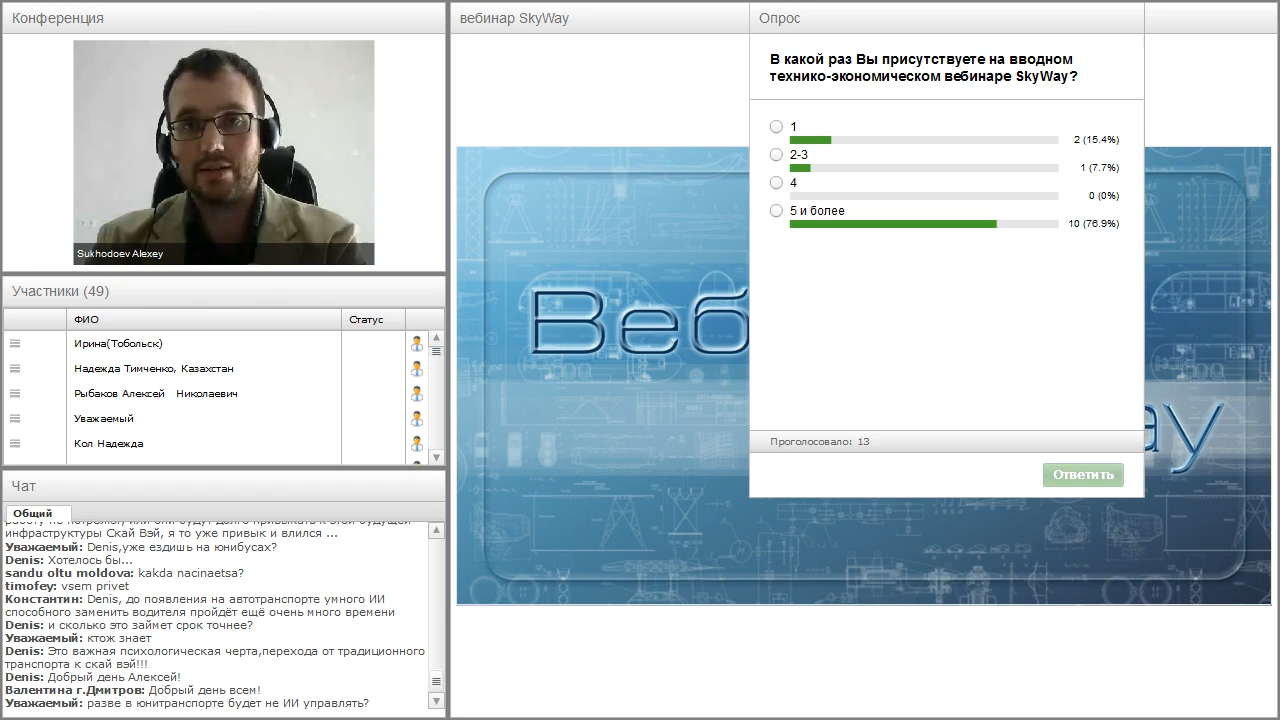 Конференция
Sukhodoev Alexey
Участники (49)
ФИО
Статус
Ирина(Тобольск)
Надежда Тимченко, Казахстан
Рыбаков Алексей Николаевич
Уважаемый
Кол Надежда
Чат
Общий
инфраструктуры Скай Вэй, я то уже привык и влился ...
Уважаемый: Denis,уже ездишь на юнибусах?
Denis: Хотелось бы...
sandu oltu moldova: kakda nacinaetsa?
timofey: vsem privet
Константин: Denis, до появления на автотранспорте умного ИИ
способного заменить водителя пройдёт ещё очень много времени
Denis: и сколько это займет срок точнее?
Уважаемый: ктож знает
Denis: Это важная психологическая черта,перехода от традиционного
транспорта к скай вэй!!!
Denis: Добрый день Алексей!
Валентина г.Дмитров: Добрый день всем!
Уважаемый: разве в юнитранспорте будет не ИИ управлять?
вебинар SkyWay
Веб
ay
Опрос
В какой раз Вы присутствуете на вводном
технико-экономическом вебинаре SkyWay?
1
2 (15.4%)
2-3
1 (7.7%)
4
0 (0%)
5 и более
10 (76.9%)
Проголосовало: 13
Ответить